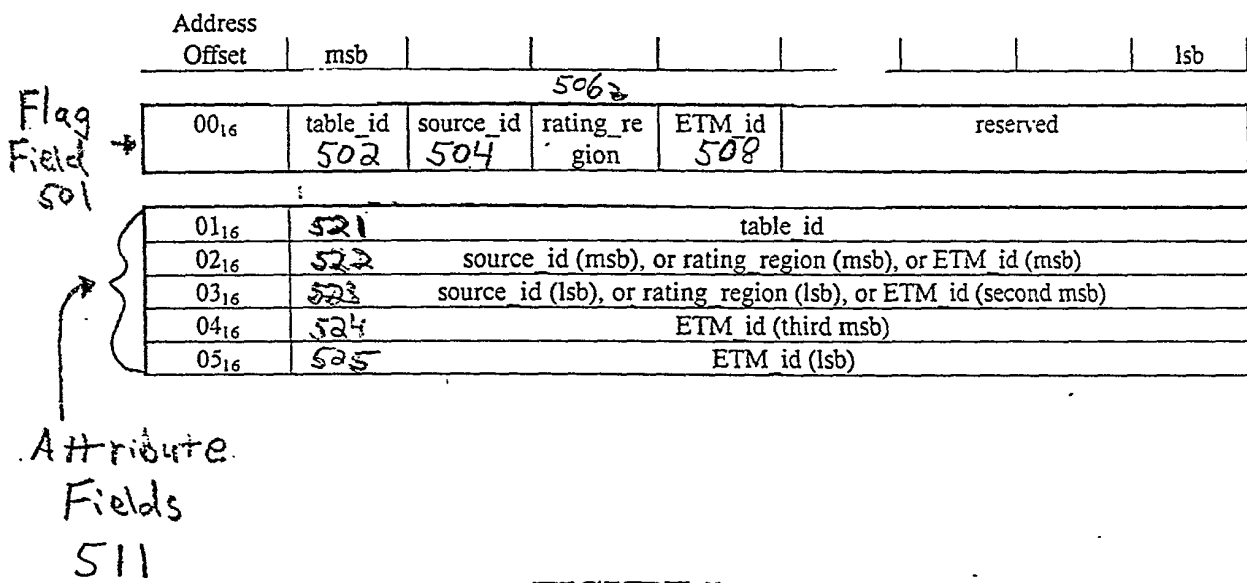 Address
Offset msb lsb
506
Flag
Field
501
00₁₆ table_id source_id rating_re ETM_id reserved
502 504 gion 508
01₁₆ 521 table_id
02₁₆ 522 source_id (msb), or rating_region (msb), or ETM_id (msb)
03₁₆ 523 source_id (lsb), or rating_region (lsb), or ETM_id (second msb)
04₁₆ 524 ETM_id (third msb)
05₁₆ 525 ETM_id (lsb)
Attribute
Fields
511